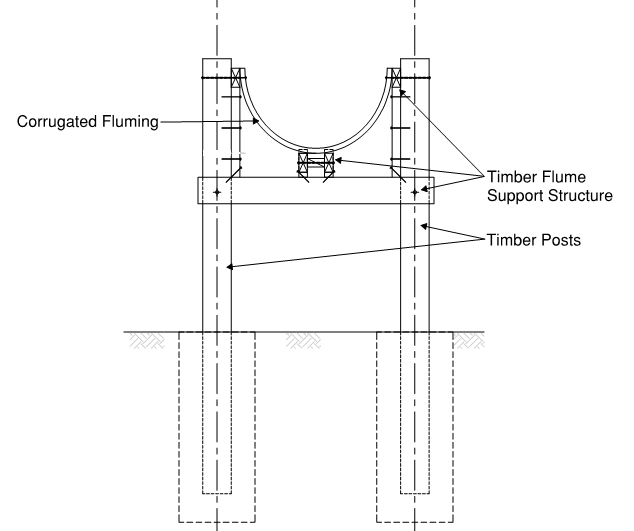 Corrugated Fluming
Timber Flume
Support Structure
Timber Posts